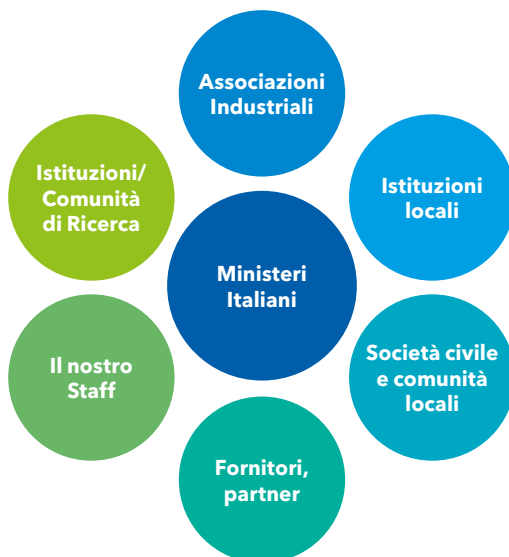 Associazioni
Industriali
Istituzioni/
Comunità
di Ricerca
Istituzioni
locali
Ministeri
Italiani
Il nostro
Staff
Società civile
e comunità
locali
Fornitori,
partner